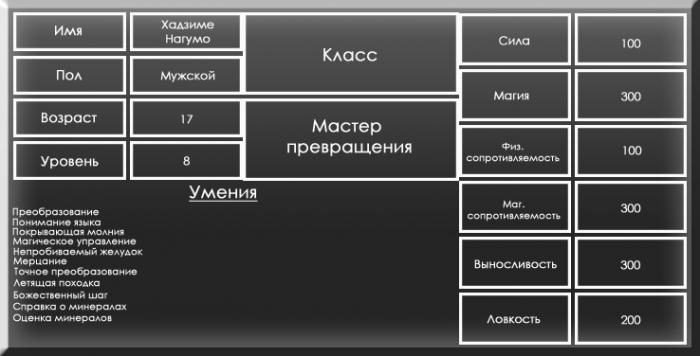 Имя
Хадзиме
Нагумо
Класс
Сила
100
Пол
Мужской
Магия
300
Возраст
17
Мастер
превращения
Физ.
сопротивляемость
100
Уровень
8
Маг.
сопротивляемость
300
Выносливость
300
Ловкость
200
Умения
Преобразование
Понимание языка
Покрывающая молния
Магическое управление
Непробиваемый желудок
Мерцание
Точное преобразование
Летящая походка
Божественный шаг
Справка о минералах
Оценка минералов